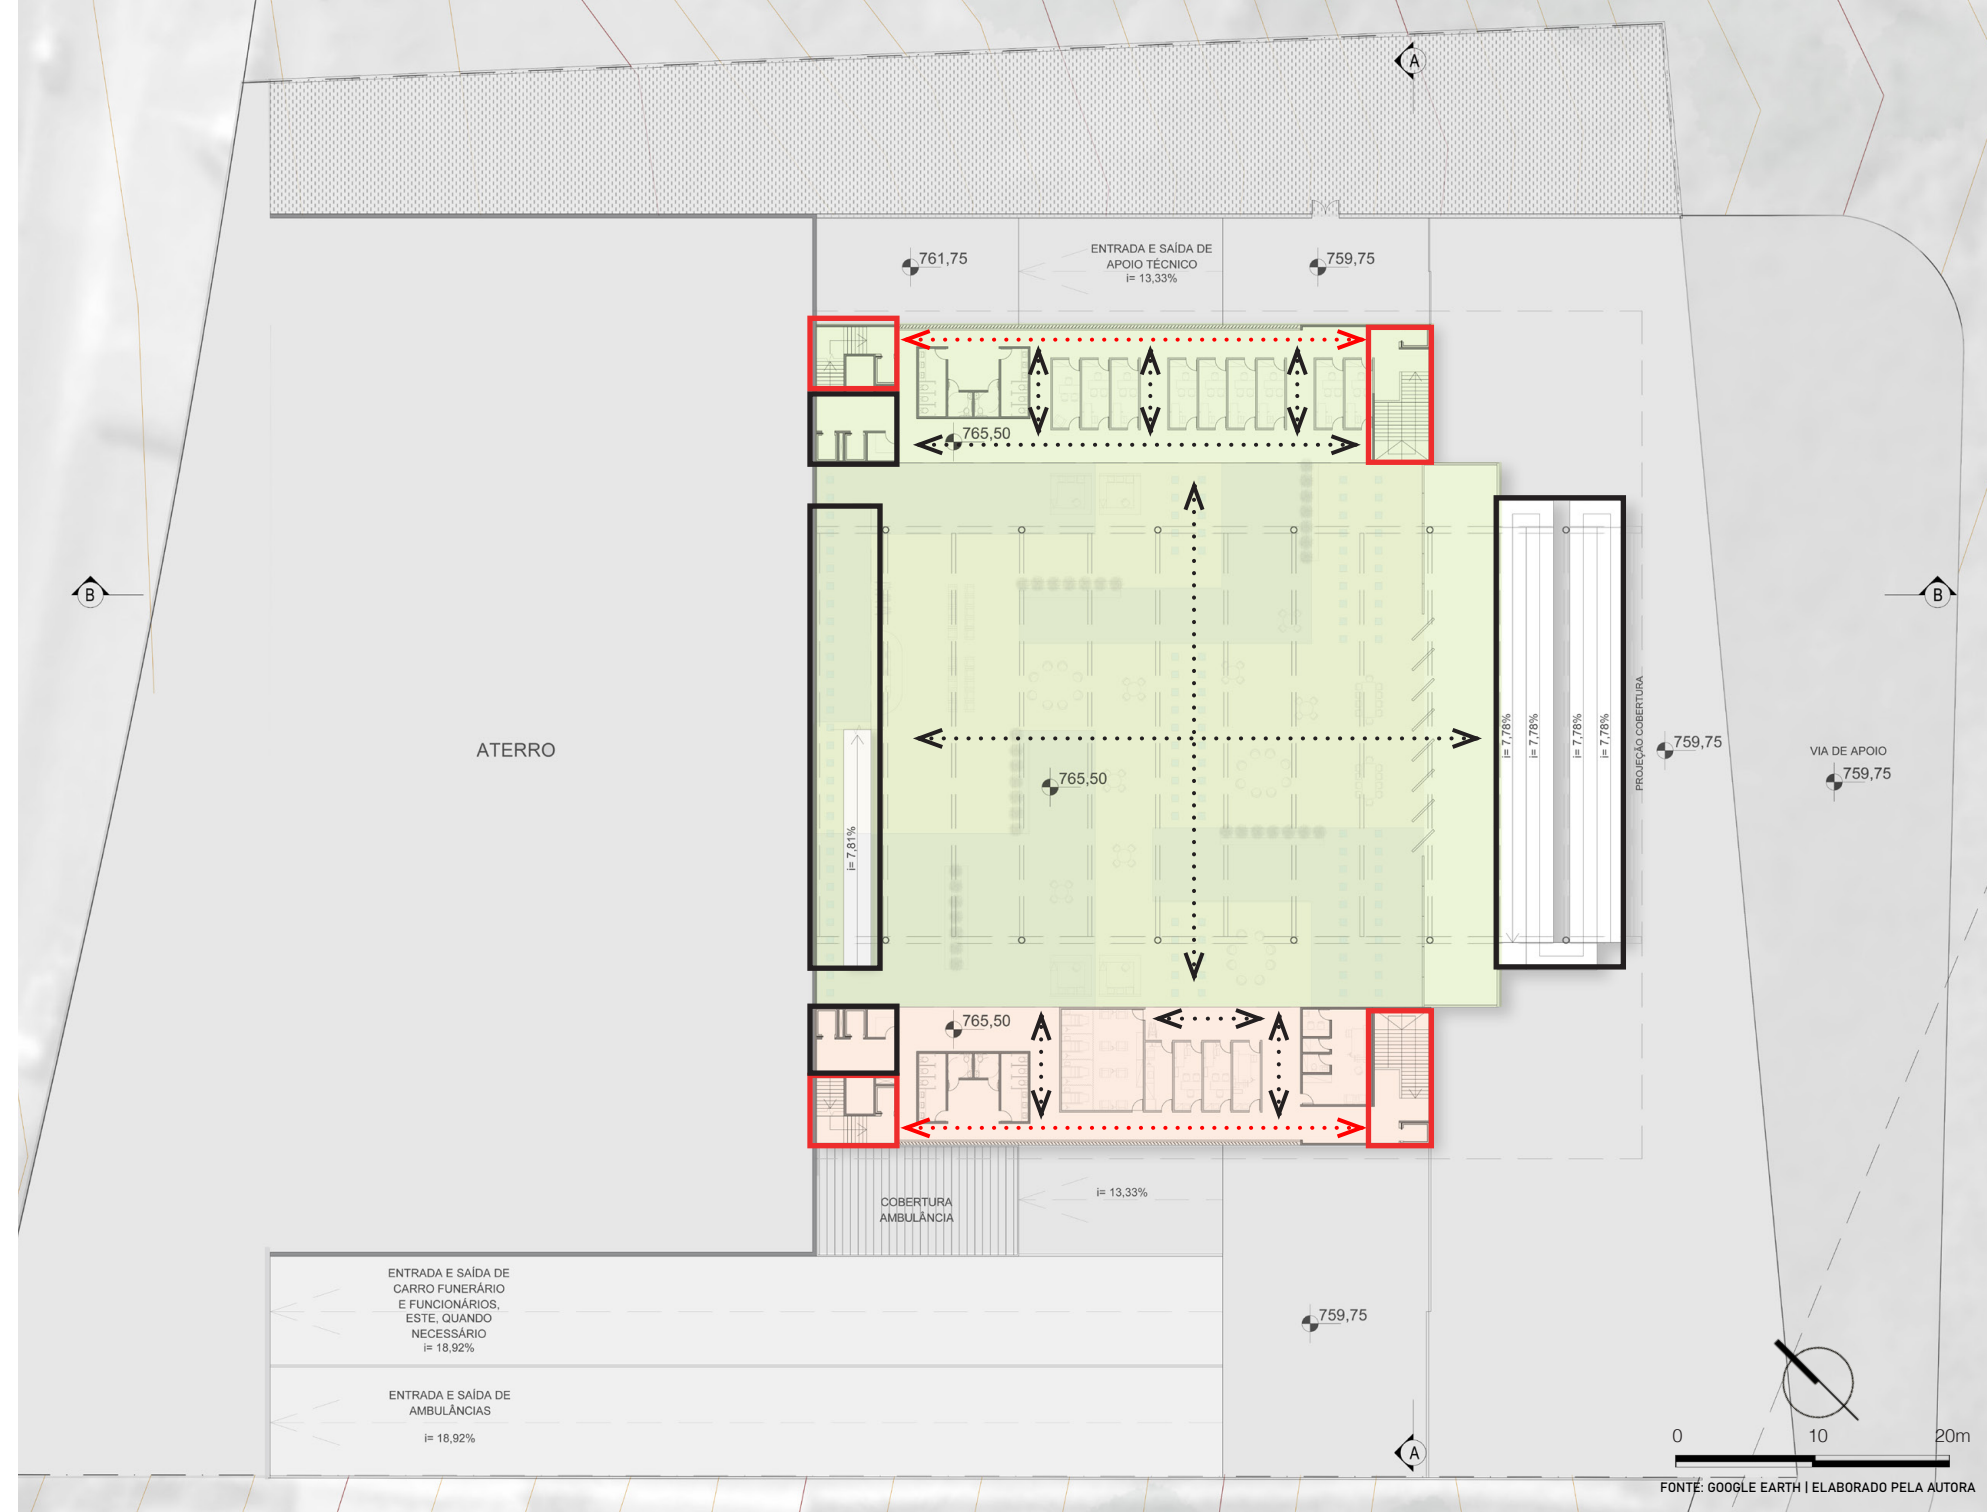 A
ENTRADA E SAÍDA DE
APOIO TÉCNICO
i= 13,33%
761,75
759,75
765,50
B
B
ATERRO
765,50
i= 7,81%
i= 7,78%
i= 7,78%
i= 7,78%
i= 7,78%
PROJEÇÃO COBERTURA
759,75
VIA DE APOIO
759,75
765,50
COBERTURA
AMBULÂNCIA
i= 13,33%
ENTRADA E SAÍDA DE
CARRO FUNERÁRIO
E FUNCIONÁRIOS,
ESTE, QUANDO
NECESSÁRIO
i= 18,92%
759,75
ENTRADA E SAÍDA DE
AMBULÂNCIAS
i= 18,92%
A
0 10 20m
FONTE: GOOGLE EARTH | ELABORADO PELA AUTORA